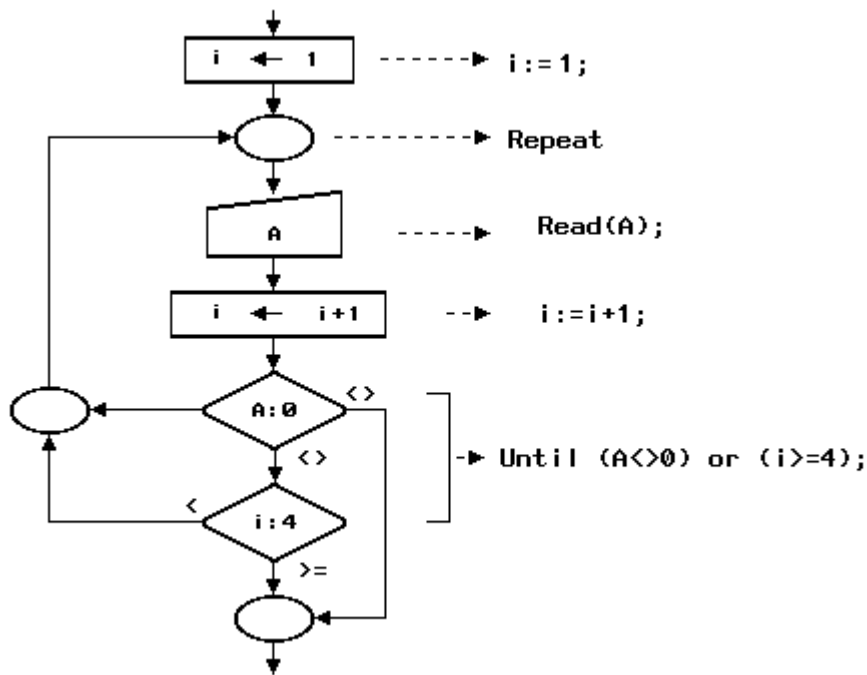 i ← 1 i:=1;
Repeat
A Read(A);
i ← i+1 i:=i+1;
A:0 <>
<>
Until (A<>0) or (i>=4);
< i:4
>=